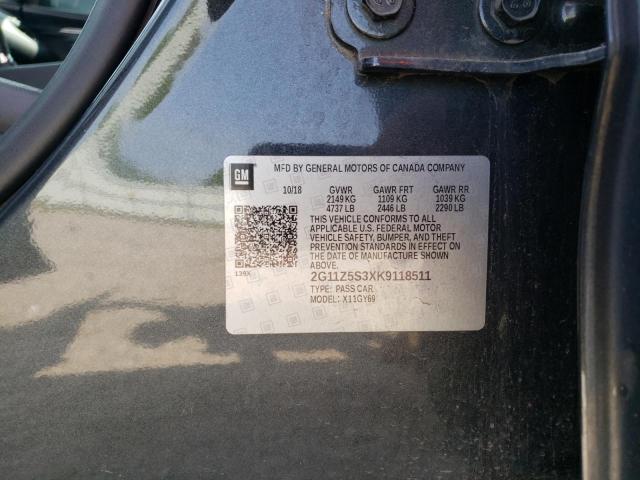 MFD BY GENERAL MOTORS OF CANADA COMPANY
GM
10/18 GVWR GAWR FRT GAWR RR
2149 KG 1109 KG 1039 KG
4737 LB 2446 LB 2290 LB
THIS VEHICLE CONFORMS TO ALL
APPLICABLE U.S. FEDERAL MOTOR
VEHICLE SAFETY, BUMPER, AND THEFT
PREVENTION STANDARDS IN EFFECT ON
THE DATE OF MANUFACTURE SHOWN
ABOVE.
139X
2G11Z5S3XK9118511
TYPE: PASS CAR
MODEL: X11GY69